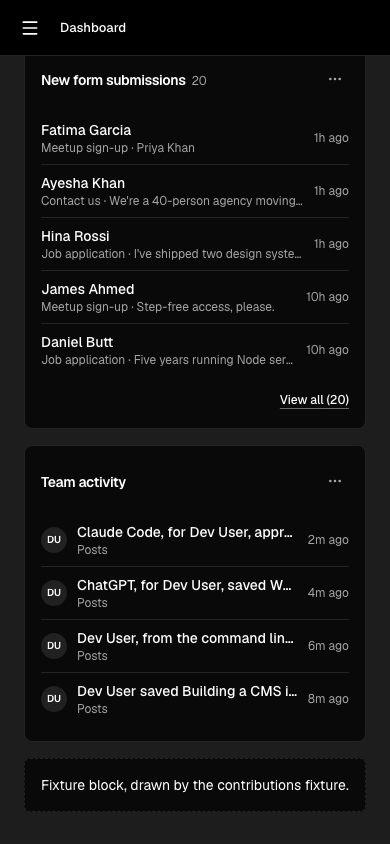 Dashboard
New form submissions 20
Fatima Garcia
Meetup sign-up · Priya Khan
1h ago
Ayesha Khan
Contact us · We're a 40-person agency moving...
1h ago
Hina Rossi
Job application · I've shipped two design syste...
1h ago
James Ahmed
Meetup sign-up · Step-free access, please.
10h ago
Daniel Butt
Job application · Five years running Node ser...
10h ago
View all (20)
Team activity
DU
Claude Code, for Dev User, appr...
Posts
2m ago
DU
ChatGPT, for Dev User, saved W...
Posts
4m ago
DU
Dev User, from the command lin...
Posts
6m ago
DU
Dev User saved Building a CMS i...
Posts
8m ago
Fixture block, drawn by the contributions fixture.